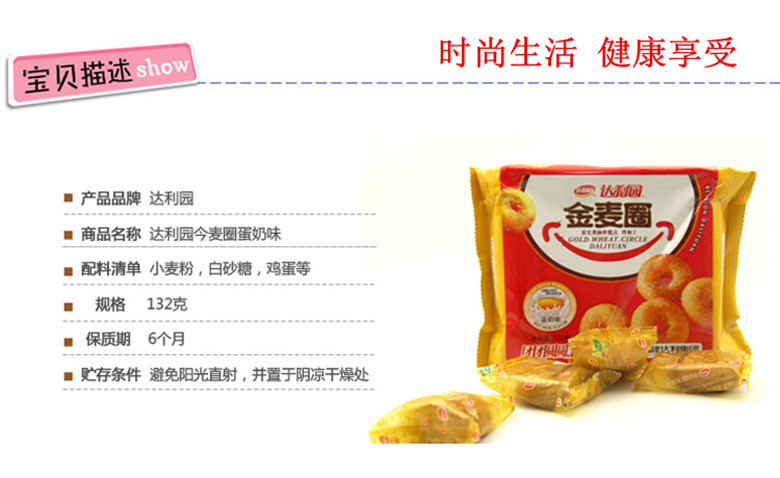 宝贝描述show
时尚生活 健康享受
产品品牌 达利园
商品名称 达利园今麦圈蛋奶味
配料清单 小麦粉，白砂糖，鸡蛋等
规格 132克
保质期 6个月
贮存条件 避免阳光直射，并置于阴凉干燥处
达利园
金麦圈
GOLD WHEAT CIRCLE
DALIYUAN
蛋奶味